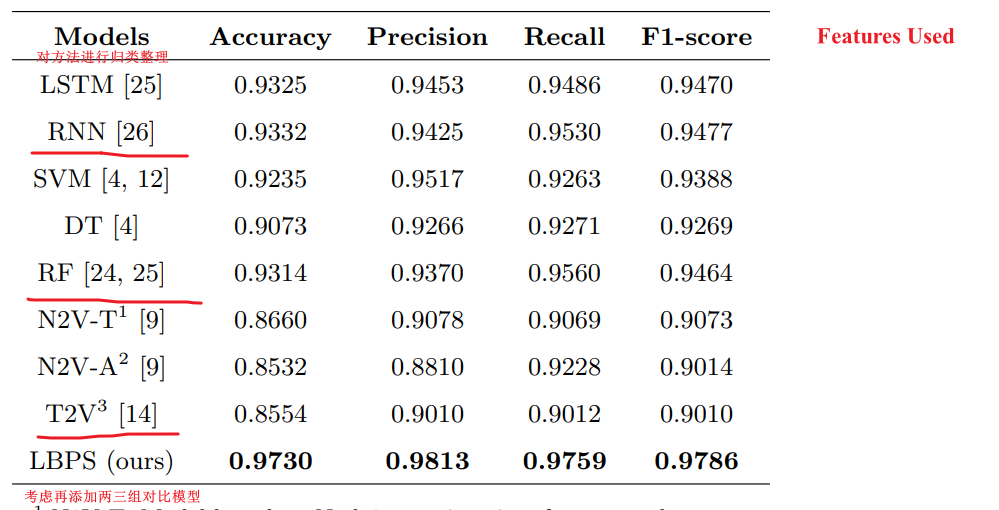 Models Accuracy Precision Recall F1-score Features Used
对方法进行归类整理
LSTM [25] 0.9325 0.9453 0.9486 0.9470
RNN [26] 0.9332 0.9425 0.9530 0.9477
SVM [4, 12] 0.9235 0.9517 0.9263 0.9388
DT [4] 0.9073 0.9266 0.9271 0.9269
RF [24, 25] 0.9314 0.9370 0.9560 0.9464
N2V-T¹ [9] 0.8660 0.9078 0.9069 0.9073
N2V-A² [9] 0.8532 0.8810 0.9228 0.9014
T2V³ [14] 0.8554 0.9010 0.9012 0.9010
LBPS (ours) 0.9730 0.9813 0.9759 0.9786
考虑再添加两三组对比模型